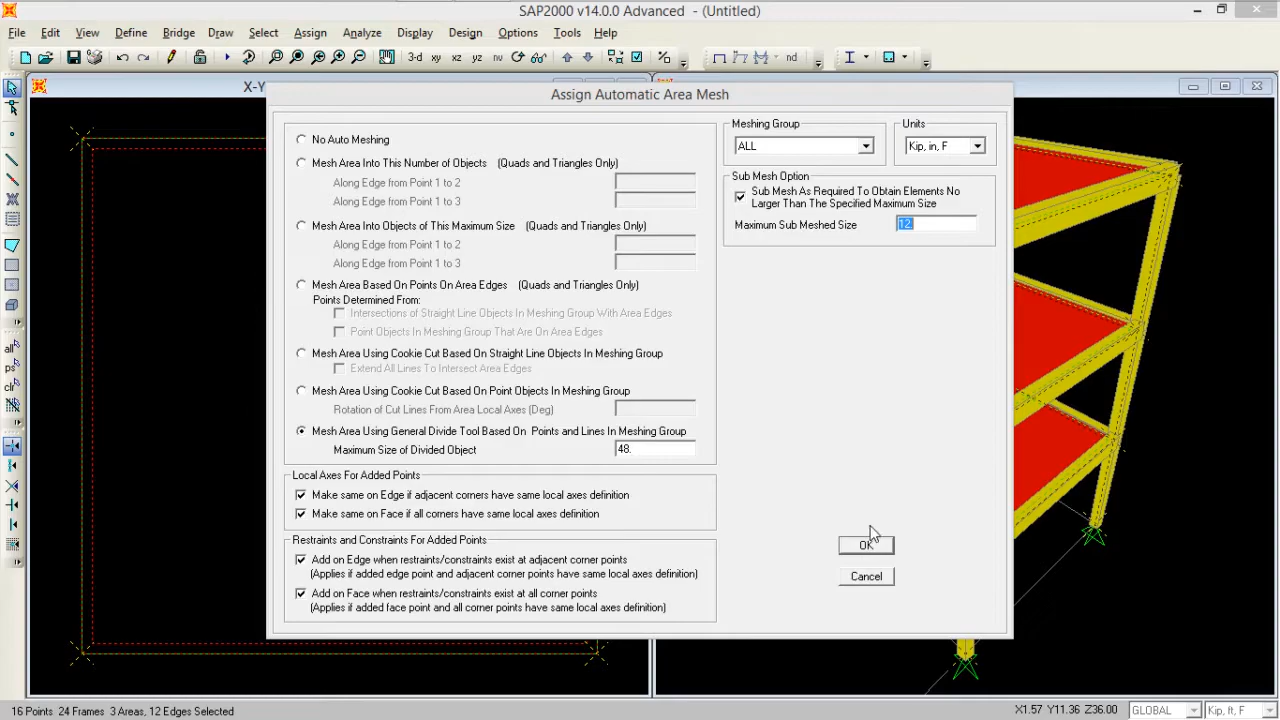 SAP2000 v14.0.0 Advanced - (Untitled)
File Edit View Define Bridge Draw Select Assign Analyze Display Design Options Tools Help
3-d xy xz yz nv nd
X-Y
Assign Automatic Area Mesh
No Auto Meshing
Mesh Area Into This Number of Objects (Quads and Triangles Only)
Along Edge from Point 1 to 2
Along Edge from Point 1 to 3
Mesh Area Into Objects of This Maximum Size (Quads and Triangles Only)
Along Edge from Point 1 to 2
Along Edge from Point 1 to 3
Mesh Area Based On Points On Area Edges (Quads and Triangles Only)
Points Determined From:
Intersections of Straight Line Objects In Meshing Group With Area Edges
Point Objects In Meshing Group That Are On Area Edges
Mesh Area Using Cookie Cut Based On Straight Line Objects In Meshing Group
Extend All Lines To Intersect Area Edges
Mesh Area Using Cookie Cut Based On Point Objects In Meshing Group
Rotation of Cut Lines From Area Local Axes (Deg)
Mesh Area Using General Divide Tool Based On Points and Lines In Meshing Group
Maximum Size of Divided Object 48.
Local Axes For Added Points
Make same on Edge if adjacent corners have same local axes definition
Make same on Face if all corners have same local axes definition
Restraints and Constraints For Added Points
Add on Edge when restraints/constraints exist at adjacent corner points
(Applies if added edge point and adjacent corner points have same local axes definition)
Add on Face when restraints/constraints exist at all corner points
(Applies if added face point and all corner points have same local axes definition)
Meshing Group
ALL
Units
Kip, in, F
Sub Mesh Option
Sub Mesh As Required To Obtain Elements No
Larger Than The Specified Maximum Size
Maximum Sub Meshed Size 12.
OK
Cancel
all
ps
clr
16 Points 24 Frames 3 Areas, 12 Edges Selected
X1.57 Y11.36 Z36.00
GLOBAL
Kip, ft, F